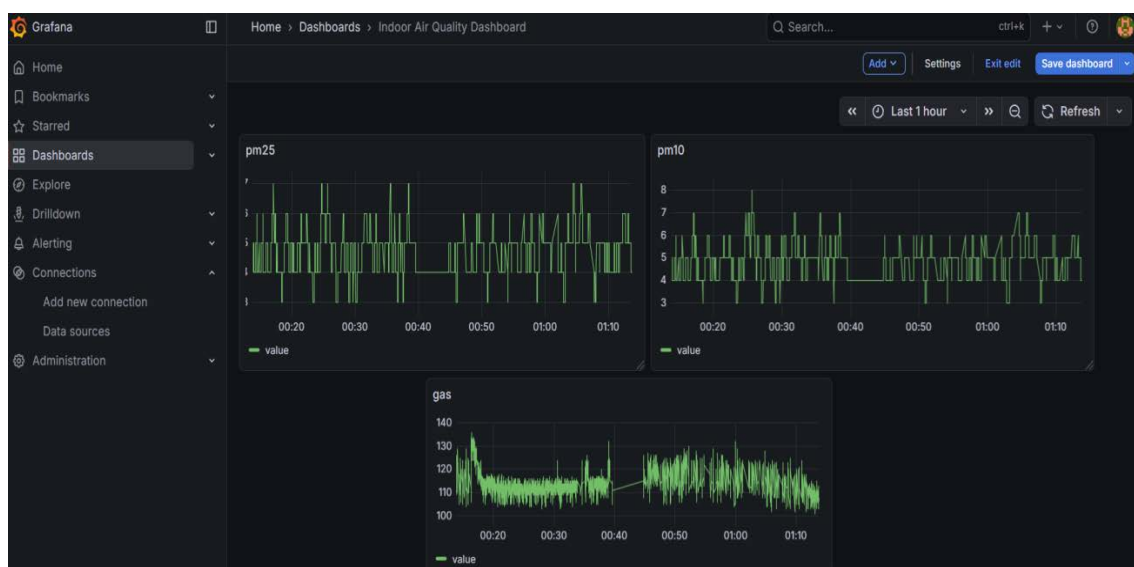 Grafana
Home › Dashboards › Indoor Air Quality Dashboard
Search...
ctrl+k
Home
Bookmarks
Starred
Dashboards
Explore
Drilldown
Alerting
Connections
Add new connection
Data sources
Administration
Add
Settings
Exit edit
Save dashboard
Last 1 hour
Refresh
pm25
00:20 00:30 00:40 00:50 01:00 01:10
value
pm10
8
7
6
5
4
3
00:20 00:30 00:40 00:50 01:00 01:10
value
gas
140
130
120
110
100
00:20 00:30 00:40 00:50 01:00 01:10
value